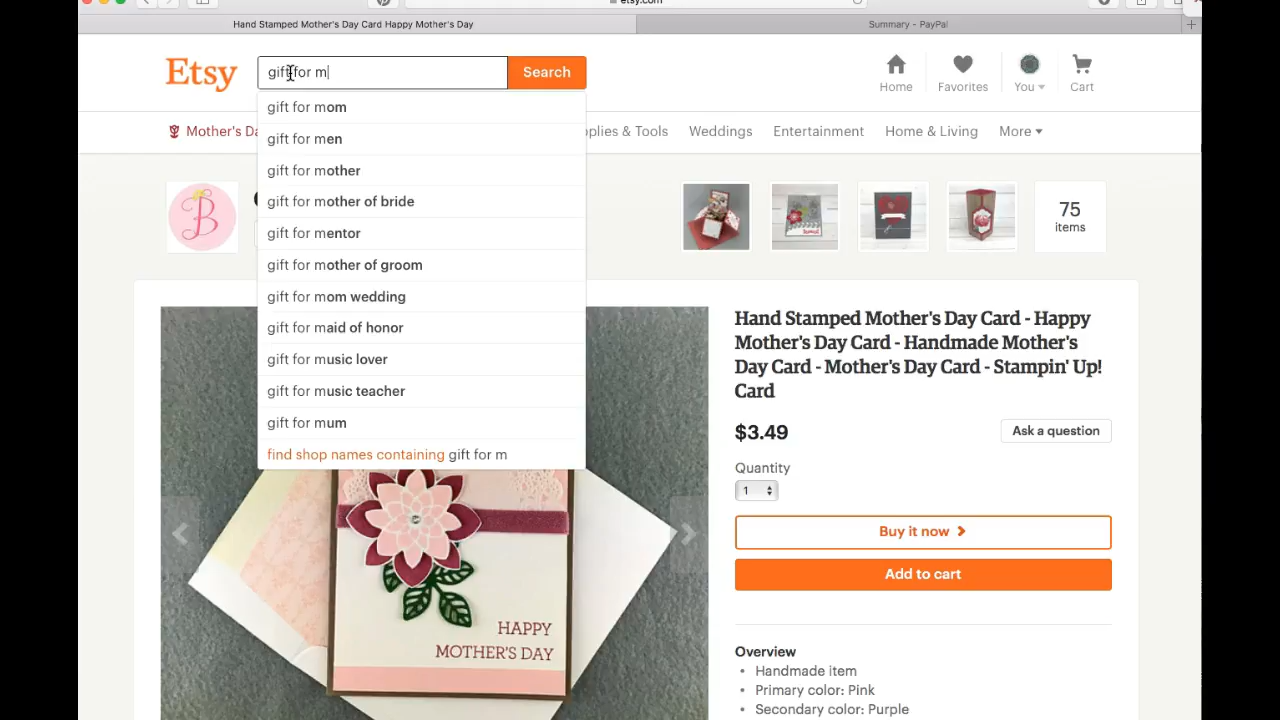 etsy.com
Hand Stamped Mother's Day Card Happy Mother's Day
Summary - PayPal
Etsy
gift for m
Search
Home
Favorites
You
Cart
Mother's Da
pplies & Tools
Weddings
Entertainment
Home & Living
More
gift for mom
gift for men
gift for mother
gift for mother of bride
gift for mentor
gift for mother of groom
gift for mom wedding
gift for maid of honor
gift for music lover
gift for music teacher
gift for mum
find shop names containing gift for m
B
75
items
Hand Stamped Mother's Day Card - Happy
Mother's Day Card - Handmade Mother's
Day Card - Mother's Day Card - Stampin' Up!
Card
$3.49
Ask a question
Quantity
1
Buy it now
Add to cart
Overview
• Handmade item
• Primary color: Pink
• Secondary color: Purple
HAPPY
MOTHER'S DAY